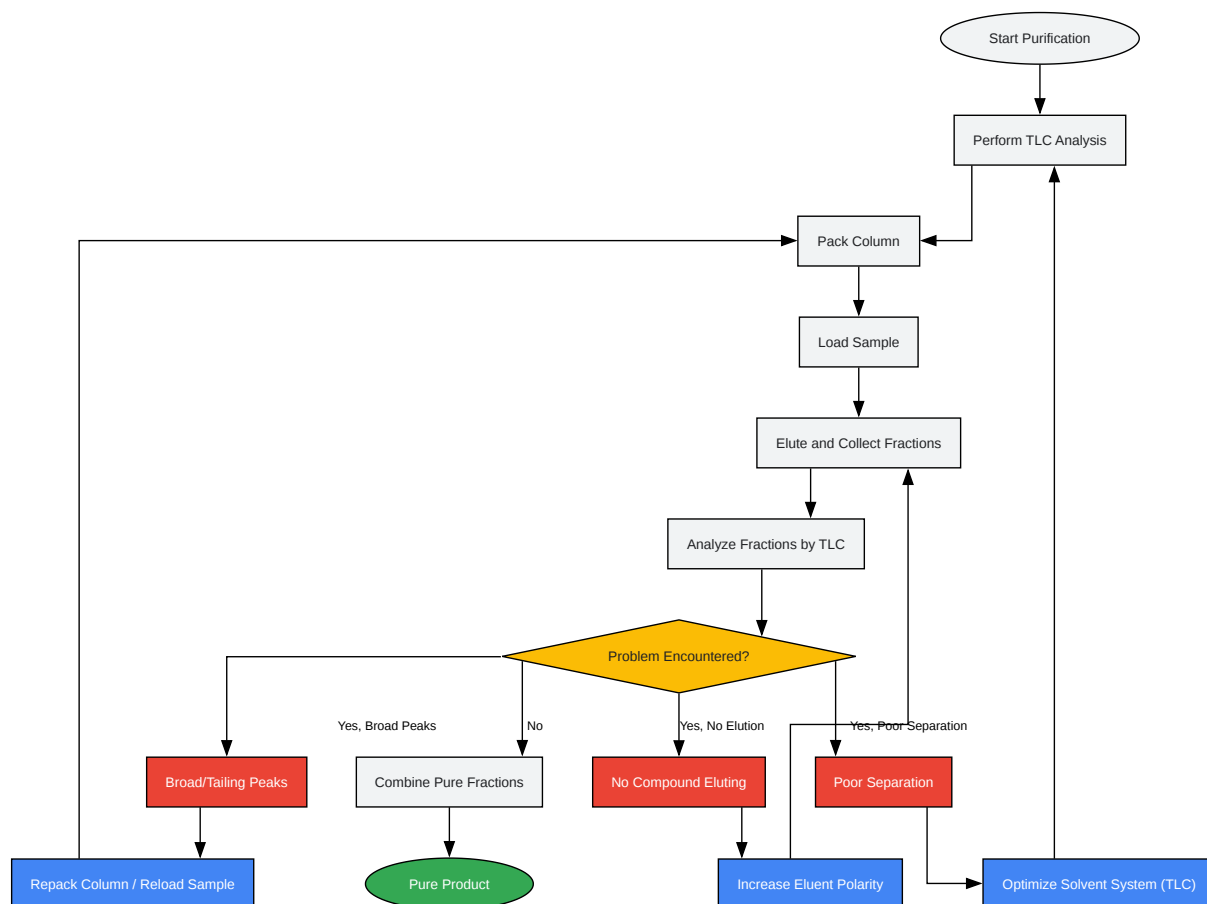 Start Purification
Perform TLC Analysis
Pack Column
Load Sample
Elute and Collect Fractions
Analyze Fractions by TLC
Problem Encountered?
Yes, Broad Peaks
No
Yes, No Elution
Yes, Poor Separation
Broad/Tailing Peaks
Combine Pure Fractions
No Compound Eluting
Poor Separation
Repack Column / Reload Sample
Pure Product
Increase Eluent Polarity
Optimize Solvent System (TLC)